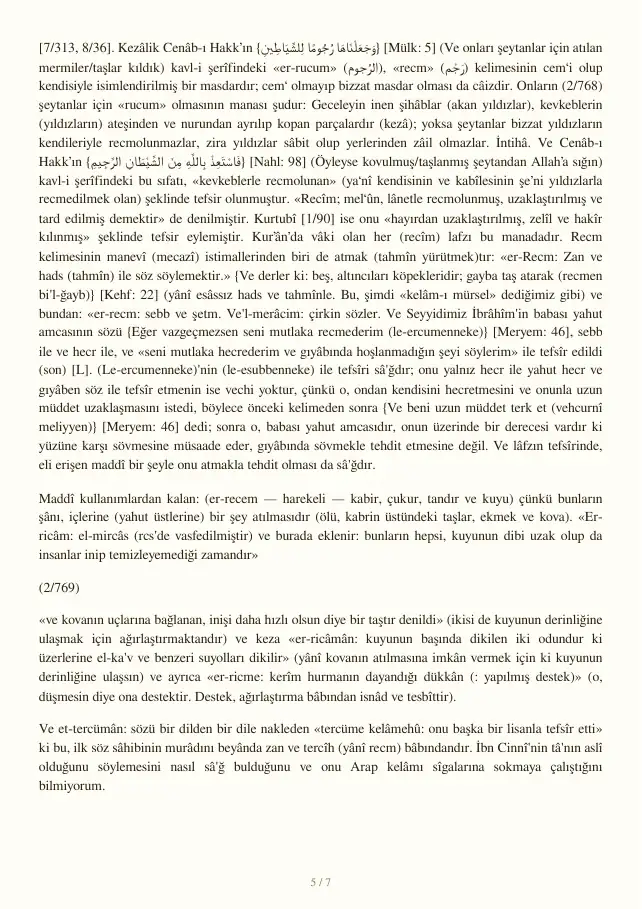 [7/313, 8/36]. Kezâlik Cenâb-ı Hakk’ın {وَجَعَلْنَاهَا رُجُومًا لِلشَّيَاطِينِ} [Mülk: 5] (Ve onları şeytanlar için atılan
mermiler/taşlar kıldık) kavl-i şerîfindeki «er-rucum» (الرُجوم), «recm» (رَجْم) kelimesinin cem‘i olup
kendisiyle isimlendirilmiş bir masdardır; cem‘ olmayıp bizzat masdar olması da câizdir. Onların (2/768)
şeytanlar için «rucum» olmasının manası şudur: Geceleyin inen şihâblar (akan yıldızlar), kevkeblerin
(yıldızların) ateşinden ve nurundan ayrılıp kopan parçalardır (kezâ); yoksa şeytanlar bizzat yıldızların
kendileriyle recmolunmazlar, zira yıldızlar sâbit olup yerlerinden zâil olmazlar. İntihâ. Ve Cenâb-ı
Hakk’ın {فَاسْتَعِذْ بِاللَّهِ مِنَ الشَّيْطَانِ الرَّجِيمِ} [Nahl: 98] (Öyleyse kovulmuş/taşlanmış şeytandan Allah’a sığın)
kavl-i şerîfindeki bu sıfatı, «kevkeblerle recmolunan» (ya‘nî kendisinin ve kabîlesinin şe’ni yıldızlarla
recmedilmek olan) şeklinde tefsir olunmuştur. «Recîm; mel‘ûn, lânetle recmolunmuş, uzaklaştırılmış ve
tard edilmiş demektir» de denilmiştir. Kurtubî [1/90] ise onu «hayırdan uzaklaştırılmış, zelîl ve hakîr
kılınmış» şeklinde tefsir eylemiştir. Kur’ân’da vâki olan her (recîm) lafzı bu manadadır. Recm
kelimesinin manevî (mecazî) istimallerinden biri de atmak (tahmîn yürütmek)tır: «er-Recm: Zan ve
hads (tahmîn) ile söz söylemektir.» {Ve derler ki: beş, altıncıları köpekleridir; gayba taş atarak (recmen
bi'l-ğayb)} [Kehf: 22] (yânî esâssız hads ve tahmînle. Bu, şimdi «kelâm-ı mürsel» dediğimiz gibi) ve
bundan: «er-recm: sebb ve şetm. Ve'l-merâcim: çirkin sözler. Ve Seyyidimiz İbrâhîm'in babası yahut
amcasının sözü {Eğer vazgeçmezsen seni mutlaka recmederim (le-ercumenneke)} [Meryem: 46], sebb
ile ve hecr ile, ve «seni mutlaka hecrederim ve gıyâbında hoşlanmadığın şeyi söylerim» ile tefsîr edildi
(son) [L]. (Le-ercumenneke)'nin (le-esubbenneke) ile tefsîri sâ'ğdır; onu yalnız hecr ile yahut hecr ve
gıyâben söz ile tefsîr etmenin ise vechi yoktur, çünkü o, ondan kendisini hecretmesini ve onunla uzun
müddet uzaklaşmasını istedi, böylece önceki kelimeden sonra {Ve beni uzun müddet terk et (vehcurnî
meliyyen)} [Meryem: 46] dedi; sonra o, babası yahut amcasıdır, onun üzerinde bir derecesi vardır ki
yüzüne karşı sövmesine müsaade eder, gıyâbında sövmekle tehdit etmesine değil. Ve lâfzın tefsîrinde,
eli erişen maddî bir şeyle onu atmakla tehdit olması da sâ'ğdır.
Maddî kullanımlardan kalan: (er-recem — harekeli — kabir, çukur, tandır ve kuyu) çünkü bunların
şânı, içlerine (yahut üstlerine) bir şey atılmasıdır (ölü, kabrin üstündeki taşlar, ekmek ve kova). «Er-
ricâm: el-mircâs (rcs'de vasfedilmiştir) ve burada eklenir: bunların hepsi, kuyunun dibi uzak olup da
insanlar inip temizleyemediği zamandır»
(2/769)
«ve kovanın uçlarına bağlanan, inişi daha hızlı olsun diye bir taştır denildi» (ikisi de kuyunun derinliğine
ulaşmak için ağırlaştırmaktandır) ve keza «er-ricâmân: kuyunun başında dikilen iki odundur ki
üzerlerine el-ka'v ve benzeri suyolları dikilir» (yânî kovanın atılmasına imkân vermek için ki kuyunun
derinliğine ulaşsın) ve ayrıca «er-ricme: kerîm hurmanın dayandığı dükkân (: yapılmış destek)» (o,
düşmesin diye ona destektir. Destek, ağırlaştırma bâbından isnâd ve tesbîttir).
Ve et-tercümân: sözü bir dilden bir dile nakleden «tercüme kelâmehû: onu başka bir lisanla tefsîr etti»
ki bu, ilk söz sâhibinin murâdını beyânda zan ve tercîh (yânî recm) bâbındandır. İbn Cinnî'nin tâ'nın aslî
olduğunu söylemesini nasıl sâ'ğ bulduğunu ve onu Arap kelâmı sîgalarına sokmaya çalıştığını
bilmiyorum.
5 / 7